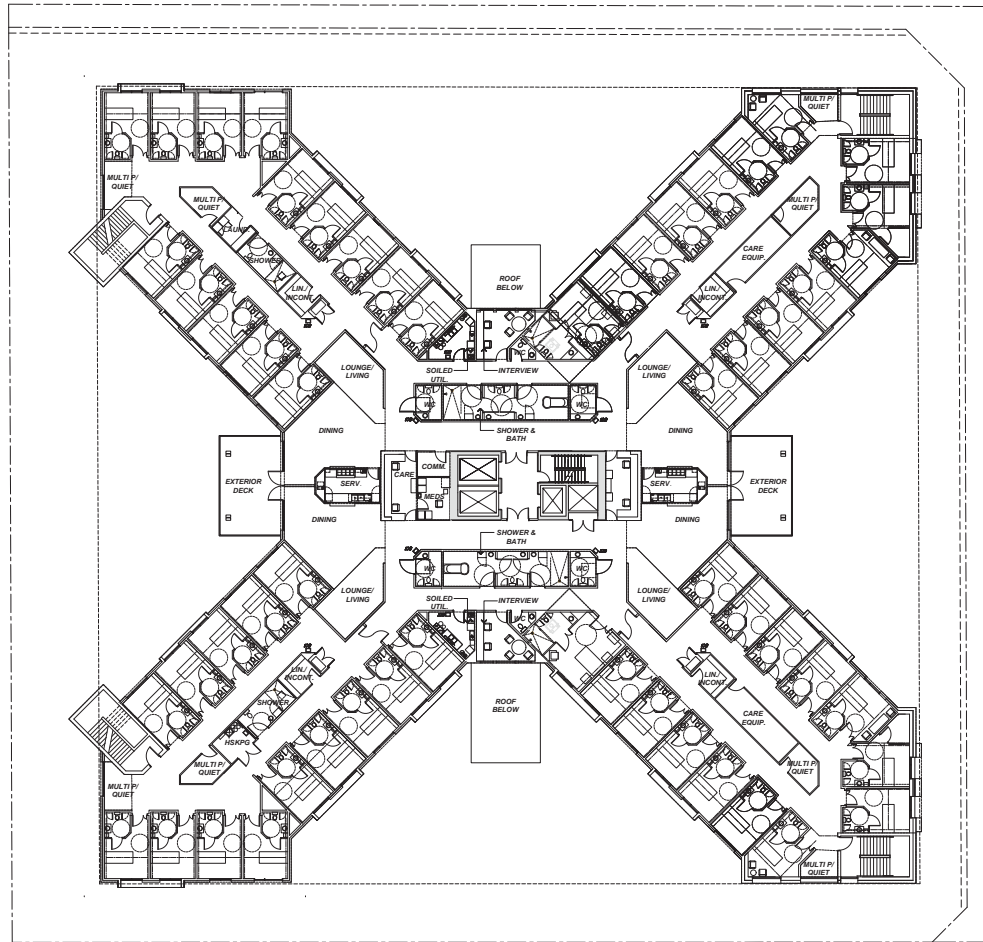 MULTI P/
QUIET
MULTI P/
QUIET
MULTI P/
QUIET
MULTI P/
QUIET
LAUND.
SHOWER
CARE
EQUIP.
LIN./
INCONT.
LIN./
INCONT.
ROOF
BELOW
WC
LOUNGE/
LIVING
SOILED
UTIL.
INTERVIEW
LOUNGE/
LIVING
WC
WC
DINING
SHOWER &
BATH
DINING
EXTERIOR
DECK
SERV.
CARE
COMM.
MEDS
SERV.
EXTERIOR
DECK
DINING
DINING
SHOWER &
BATH
WC
WC
LOUNGE/
LIVING
SOILED
UTIL.
INTERVIEW
LOUNGE/
LIVING
WC
LIN./
INCONT.
LIN./
INCONT.
SHOWER
ROOF
BELOW
CARE
EQUIP.
HSKPG
MULTI P/
QUIET
MULTI P/
QUIET
MULTI P/
QUIET
MULTI P/
QUIET